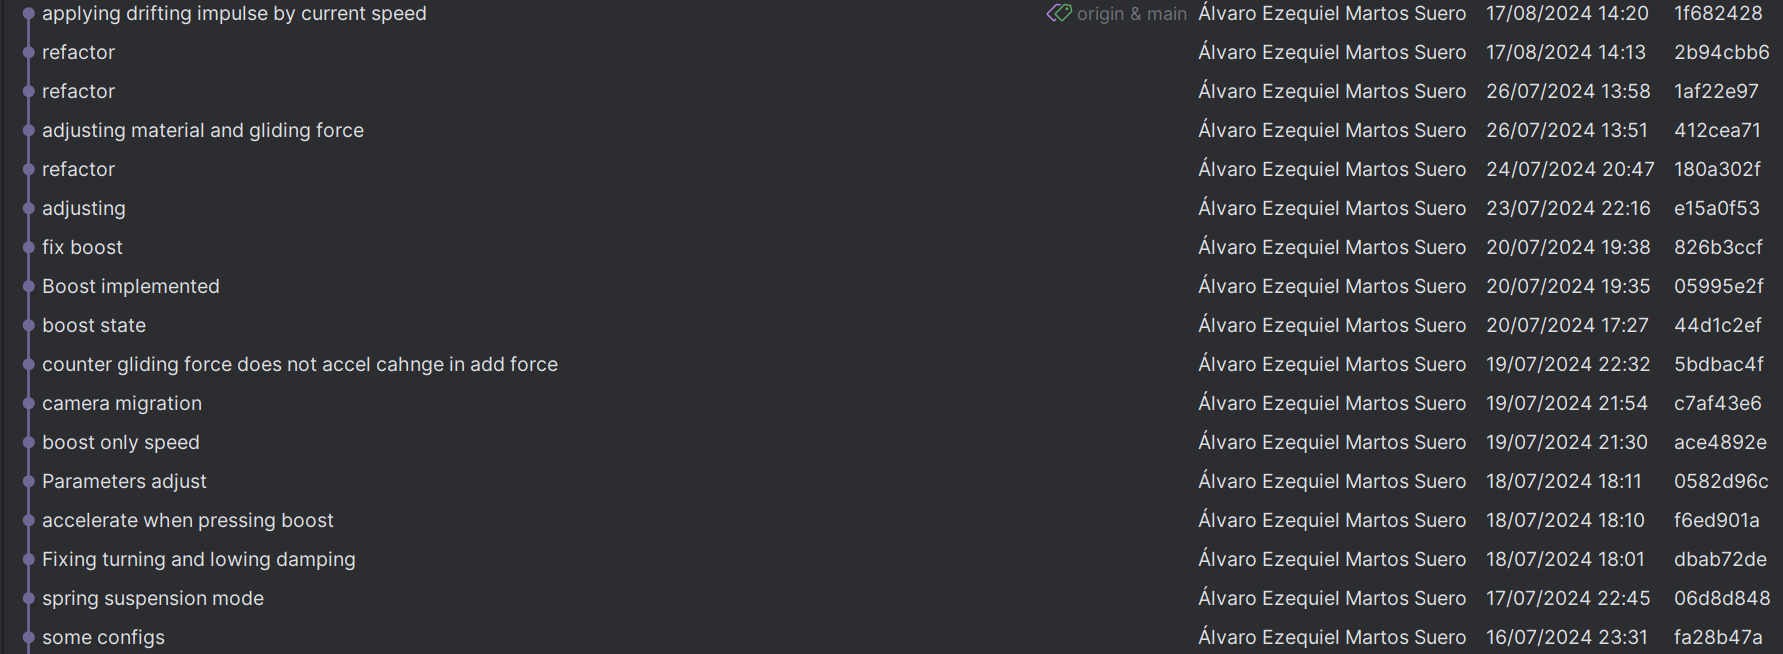 applying drifting impulse by current speed origin & main Álvaro Ezequiel Martos Suero 17/08/2024 14:20 1f682428
refactor Álvaro Ezequiel Martos Suero 17/08/2024 14:13 2b94cbb6
refactor Álvaro Ezequiel Martos Suero 26/07/2024 13:58 1af22e97
adjusting material and gliding force Álvaro Ezequiel Martos Suero 26/07/2024 13:51 412cea71
refactor Álvaro Ezequiel Martos Suero 24/07/2024 20:47 180a302f
adjusting Álvaro Ezequiel Martos Suero 23/07/2024 22:16 e15a0f53
fix boost Álvaro Ezequiel Martos Suero 20/07/2024 19:38 826b3ccf
Boost implemented Álvaro Ezequiel Martos Suero 20/07/2024 19:35 05995e2f
boost state Álvaro Ezequiel Martos Suero 20/07/2024 17:27 44d1c2ef
counter gliding force does not accel cahnge in add force Álvaro Ezequiel Martos Suero 19/07/2024 22:32 5bdbac4f
camera migration Álvaro Ezequiel Martos Suero 19/07/2024 21:54 c7af43e6
boost only speed Álvaro Ezequiel Martos Suero 19/07/2024 21:30 ace4892e
Parameters adjust Álvaro Ezequiel Martos Suero 18/07/2024 18:11 0582d96c
accelerate when pressing boost Álvaro Ezequiel Martos Suero 18/07/2024 18:10 f6ed901a
Fixing turning and lowing damping Álvaro Ezequiel Martos Suero 18/07/2024 18:01 dbab72de
spring suspension mode Álvaro Ezequiel Martos Suero 17/07/2024 22:45 06d8d848
some configs Álvaro Ezequiel Martos Suero 16/07/2024 23:31 fa28b47a